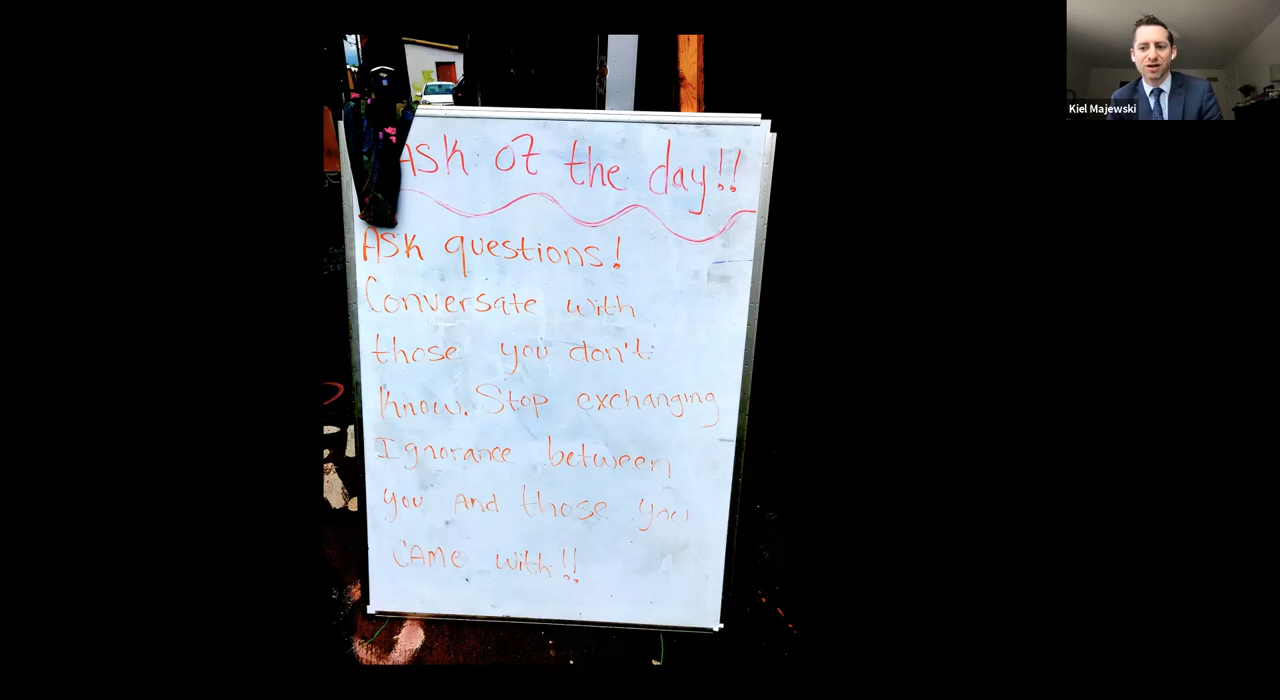 ASK of the day!!
ASK questions!
Conversate with
those you don't
know. Stop exchanging
Ignorance between
you and those you
CAME with!!
Kiel Majewski